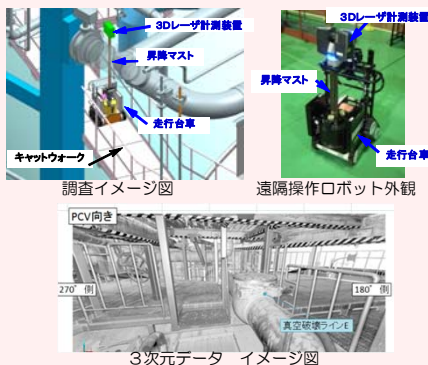 3Dレーザ計測装置
昇降マスト
走行台車
キャットウォーク
調査イメージ図
3Dレーザ計測装置
昇降マスト
走行台車
遠隔操作ロボット外観
PCV向き
270°側
180°側
真空破壊ラインE
3次元データ　イメージ図